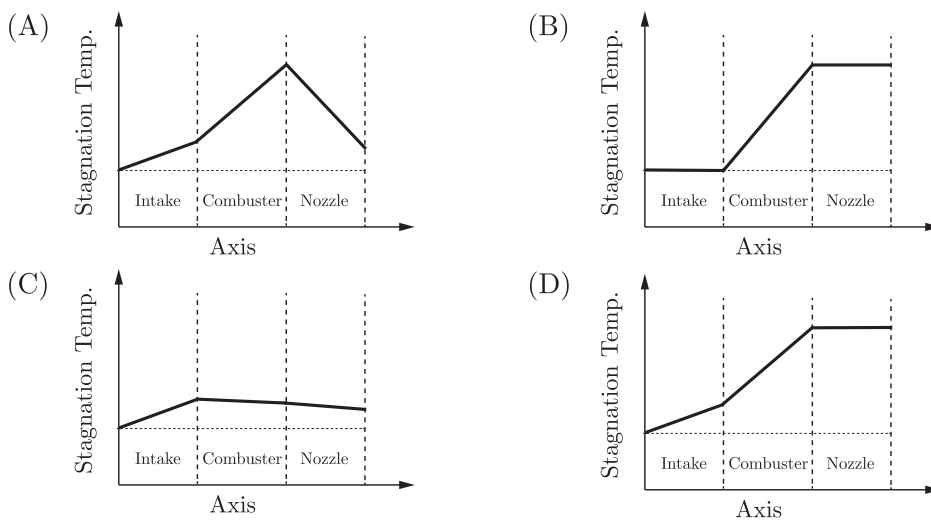 (A)
Stagnation Temp.
Intake
Combuster
Nozzle
Axis
(B)
Stagnation Temp.
Intake
Combuster
Nozzle
Axis
(C)
Stagnation Temp.
Intake
Combuster
Nozzle
Axis
(D)
Stagnation Temp.
Intake
Combuster
Nozzle
Axis